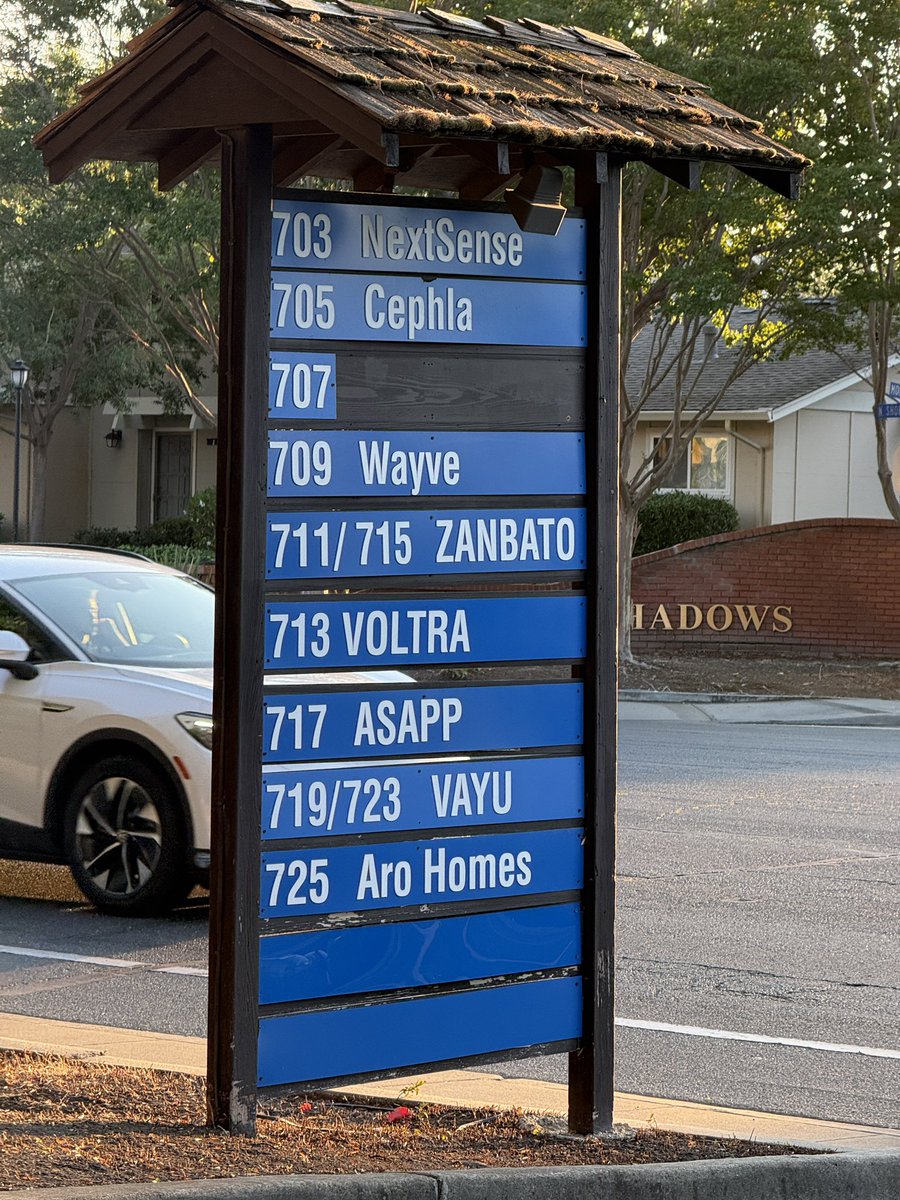 703 NextSense
705 Cephla
707
709 Wayve
711/715 ZANBATO
713 VOLTRA
717 ASAPP
719/723 VAYU
725 Aro Homes
HADOWS